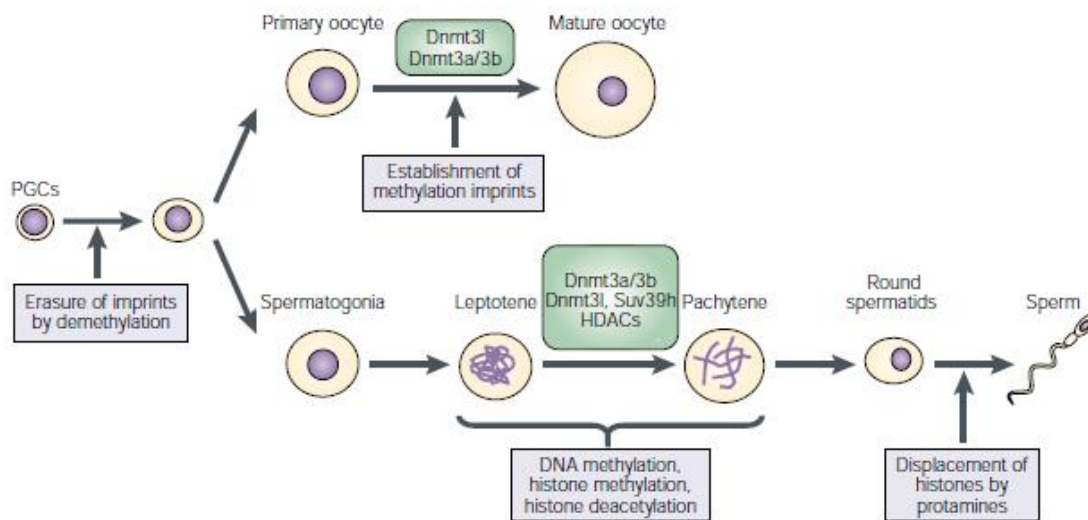 Primary oocyte
Dnmt3l
Dnmt3a/3b
Mature oocyte
Establishment of
methylation imprints
PGCs
Erasure of imprints
by demethylation
Spermatogonia
Leptotene
Dnmt3a/3b
Dnmt3l, Suv39h
HDACs
Pachytene
Round
spermatids
Sperm
DNA methylation,
histone methylation,
histone deacetylation
Displacement of
histones by
protamines